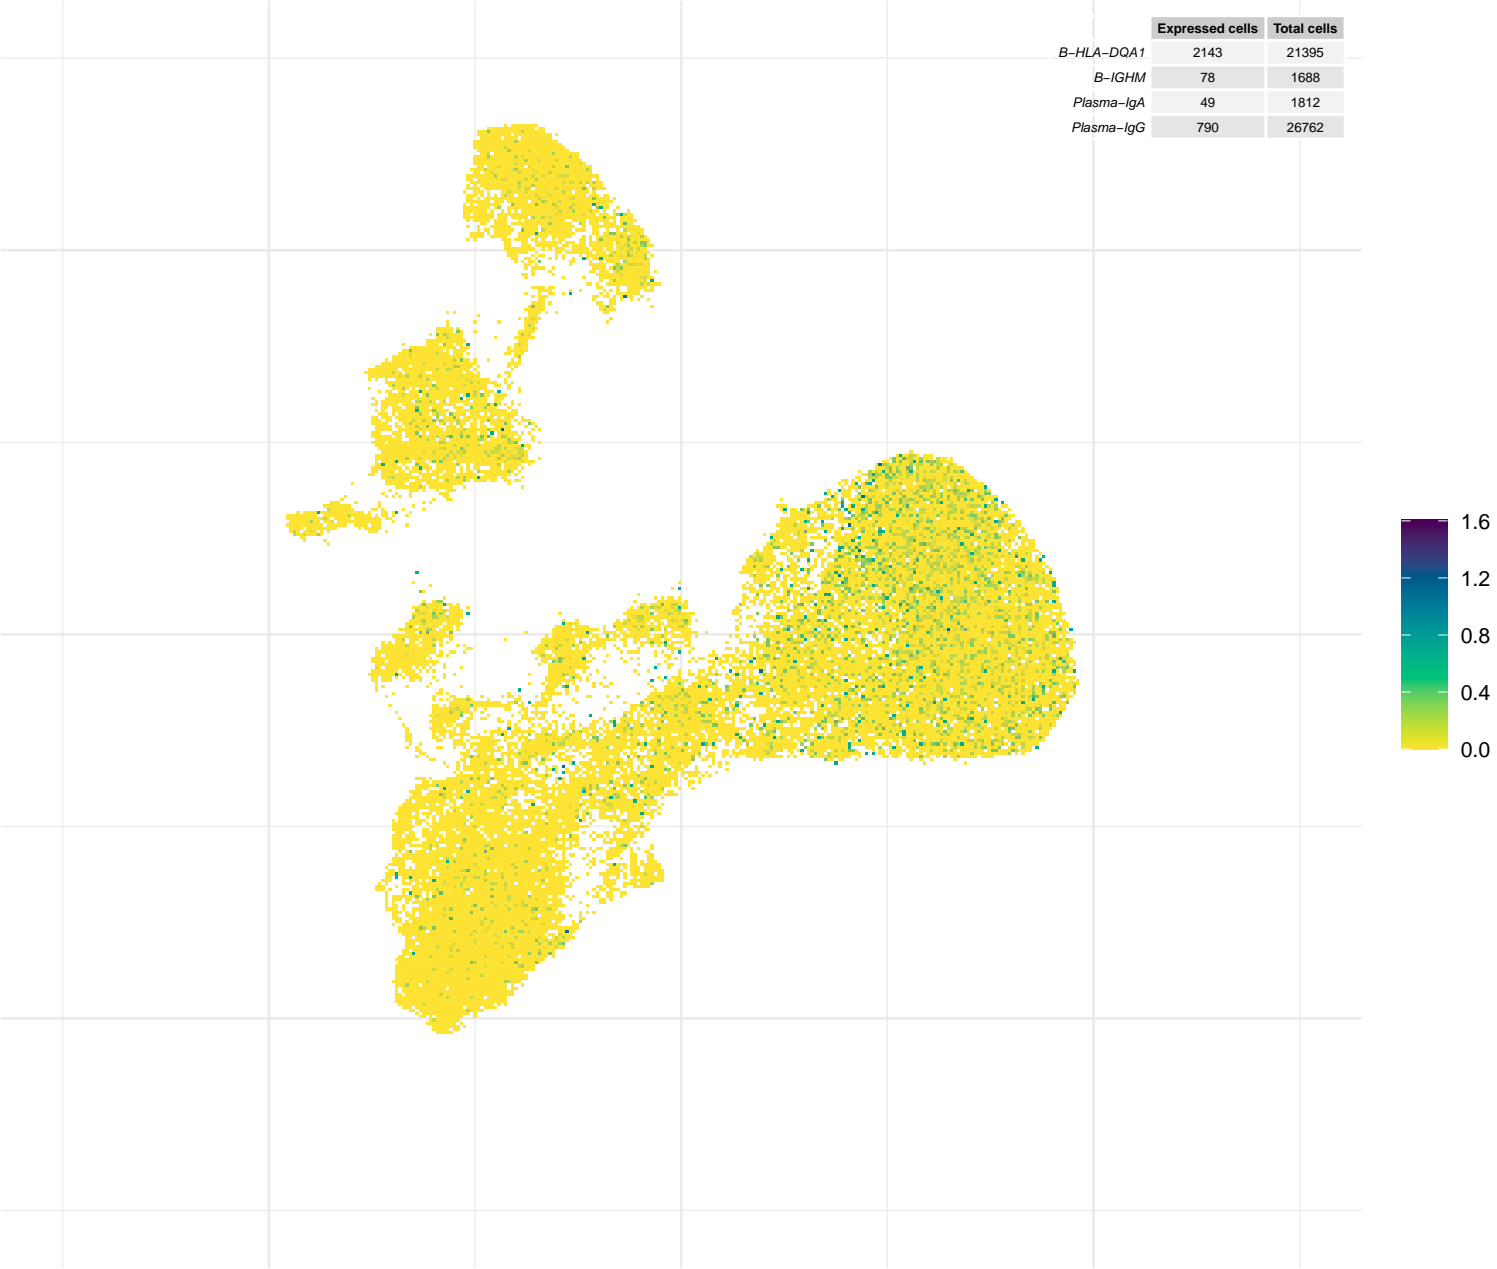 Expressed cells Total cells
B−HLA−DQA1 2143 21395
B−IGHM 78 1688
Plasma−IgA 49 1812
Plasma−IgG 790 26762
1.6
1.2
0.8
0.4
0.0